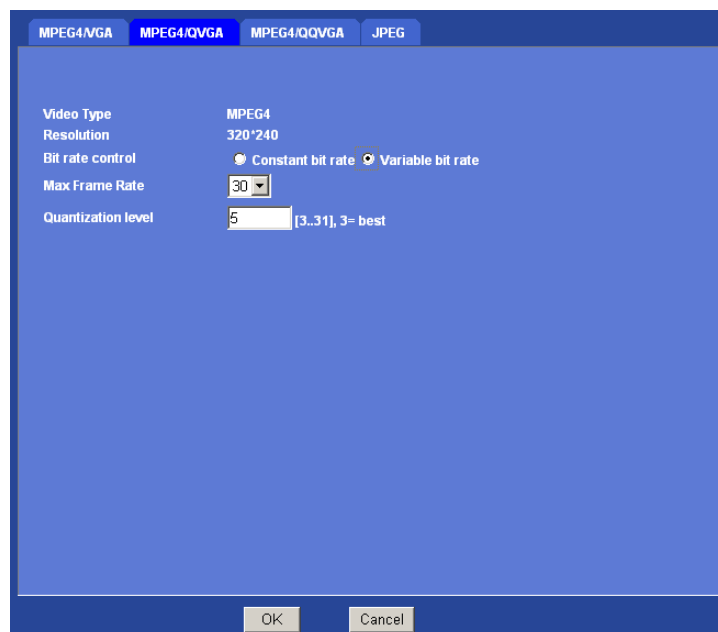 MPEG4/VGA MPEG4/QVGA MPEG4/QQVGA JPEG
Video Type MPEG4
Resolution 320*240
Bit rate control Constant bit rate Variable bit rate
Max Frame Rate 30
Quantization level 5 [3..31], 3= best
OK Cancel